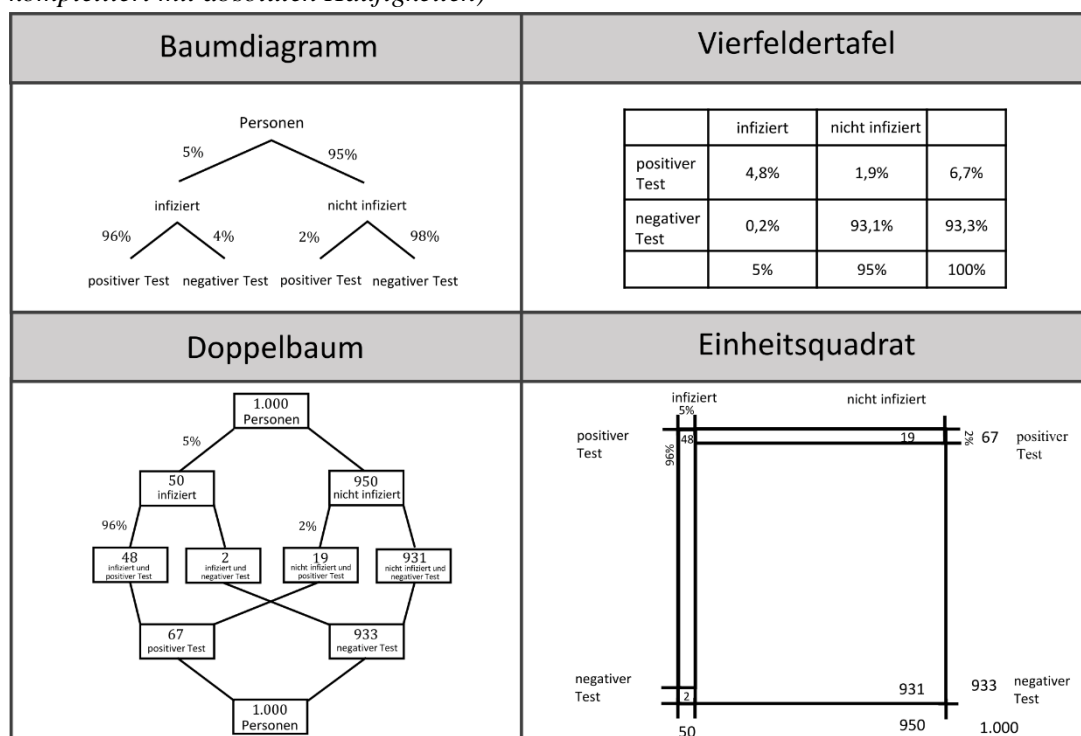 komplettiert mit absoluten Häufigkeiten)
Baumdiagramm
Vierfeldertafel
Personen
5% 95%
infiziert nicht infiziert
96% 4% 2% 98%
positiver Test negativer Test positiver Test negativer Test
infiziert nicht infiziert
positiver Test 4,8% 1,9% 6,7%
negativer Test 0,2% 93,1% 93,3%
5% 95% 100%
Doppelbaum
Einheitsquadrat
1.000
Personen
5%
50
infiziert
950
nicht infiziert
96%
2%
48
infiziert und
positiver Test
2
infiziert und
negativer Test
19
nicht infiziert und
positiver Test
931
nicht infiziert und
negativer Test
67
positiver Test
933
negativer Test
1.000
Personen
infiziert nicht infiziert
5%
positiver
Test
48
19
2%
67
positiver
Test
96%
negativer
Test
2
931
933
negativer
Test
50
950
1.000